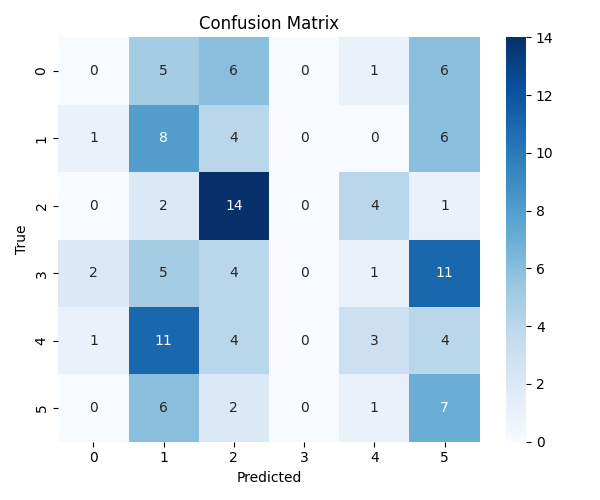 Confusion Matrix
14
0 0 5 6 0 1 6
12
1 1 8 4 0 0 6
10
2 0 2 14 0 4 1
8
True
6
3 2 5 4 0 1 11
4
4 1 11 4 0 3 4
2
5 0 6 2 0 1 7
0
0 1 2 3 4 5
Predicted